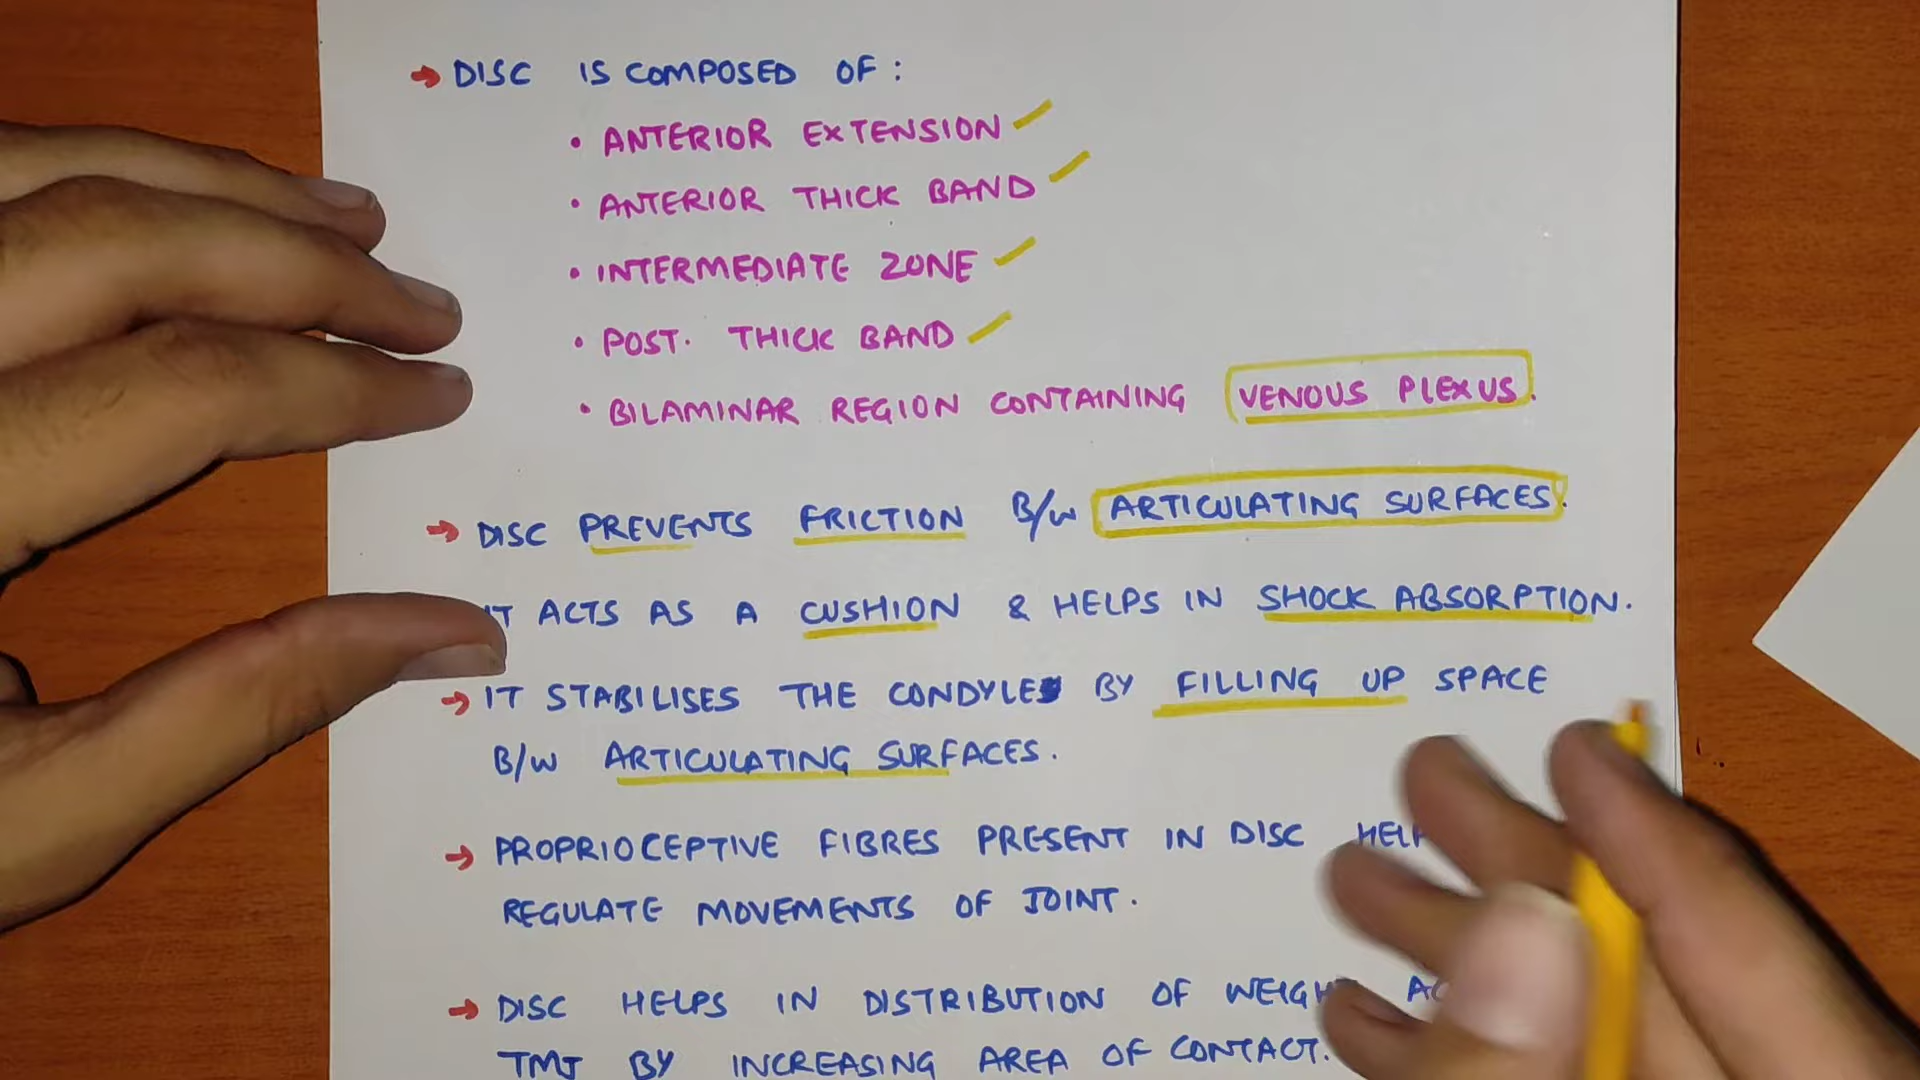 DISC IS COMPOSED OF:
• ANTERIOR EXTENSION
• ANTERIOR THICK BAND
• INTERMEDIATE ZONE
• POST. THICK BAND
• BILAMINAR REGION CONTAINING VENOUS PLEXUS.
DISC PREVENTS FRICTION B/W ARTICULATING SURFACES.
IT ACTS AS A CUSHION & HELPS IN SHOCK ABSORPTION.
IT STABILISES THE CONDYLES BY FILLING UP SPACE
B/W ARTICULATING SURFACES.
PROPRIOCEPTIVE FIBRES PRESENT IN DISC HELP
REGULATE MOVEMENTS OF JOINT.
DISC HELPS IN DISTRIBUTION OF WEIGHT
TMJ BY INCREASING AREA OF CONTACT.